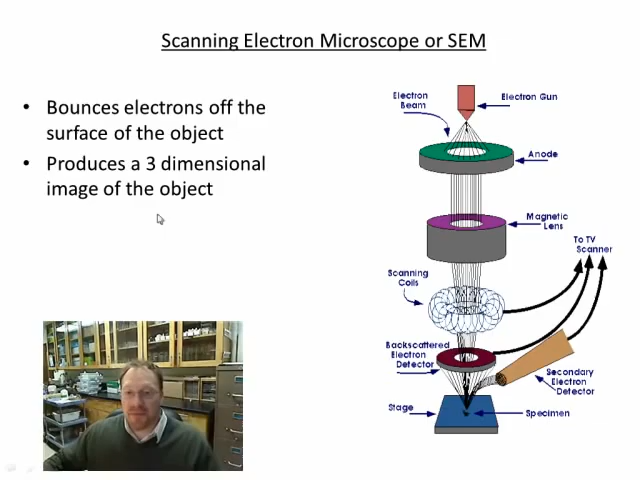 Scanning Electron Microscope or SEM
• Bounces electrons off the
surface of the object
• Produces a 3 dimensional
image of the object
Electron
Beam
Electron Gun
Anode
Magnetic
Lens
To TV
Scanner
Scanning
Coils
Backscattered
Electron
Detector
Secondary
Electron
Detector
Stage
Specimen